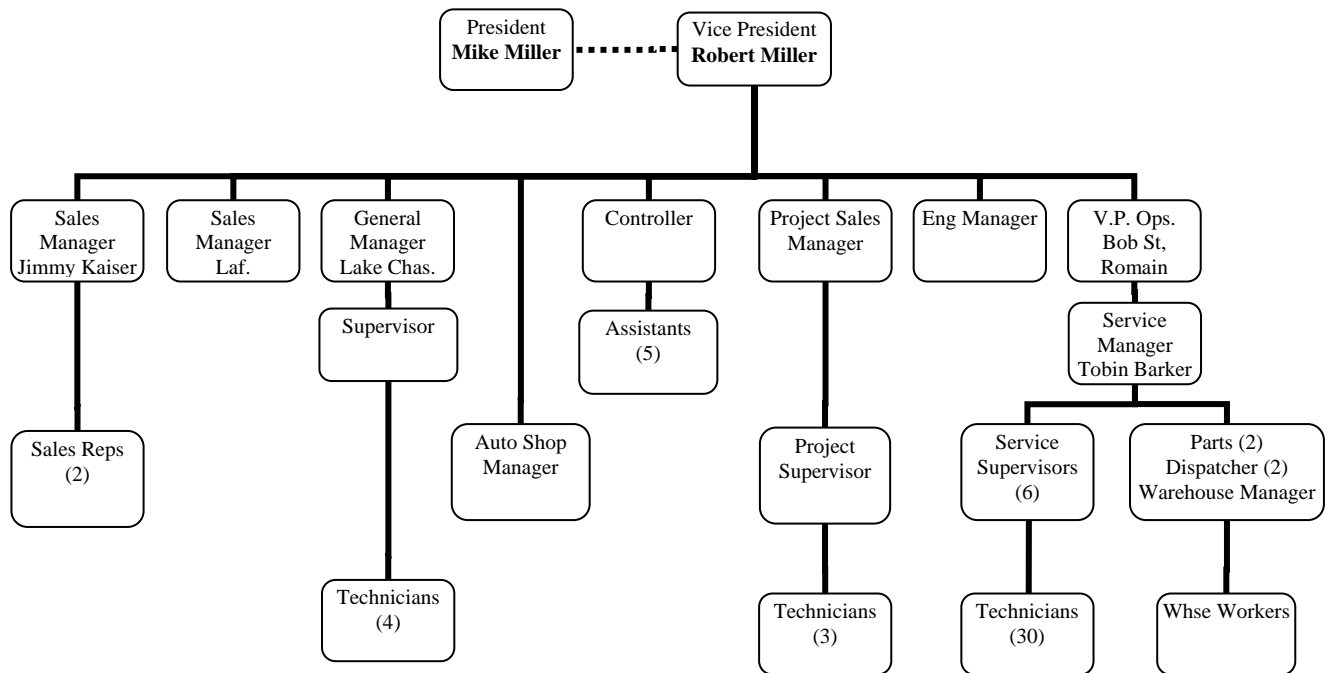 President
Mike Miller
Vice President
Robert Miller
Sales
Manager
Jimmy Kaiser
Sales
Manager
Laf.
General
Manager
Lake Chas.
Controller
Project Sales
Manager
Eng Manager
V.P. Ops.
Bob St,
Romain
Supervisor
Assistants
(5)
Service
Manager
Tobin Barker
Sales Reps
(2)
Auto Shop
Manager
Project
Supervisor
Service
Supervisors
(6)
Parts (2)
Dispatcher (2)
Warehouse Manager
Technicians
(4)
Technicians
(3)
Technicians
(30)
Whse Workers